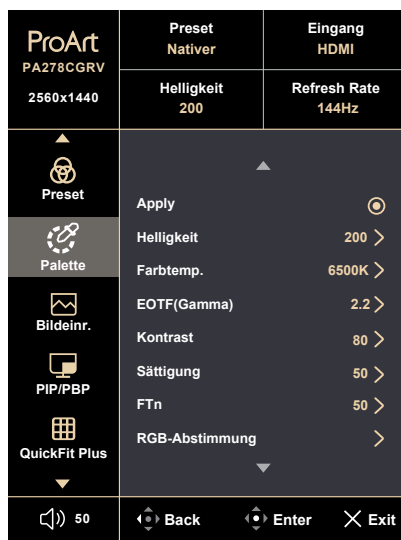 ProArt
PA278CGRV
2560x1440
Preset
Nativer
Eingang
HDMI
Helligkeit
200
Refresh Rate
144Hz
Preset
Palette
Bildeinr.
PIP/PBP
QuickFit Plus
Apply
Helligkeit 200
Farbtemp. 6500K
EOTF(Gamma) 2.2
Kontrast 80
Sättigung 50
FTn 50
RGB-Abstimmung
50
Back
Enter
Exit